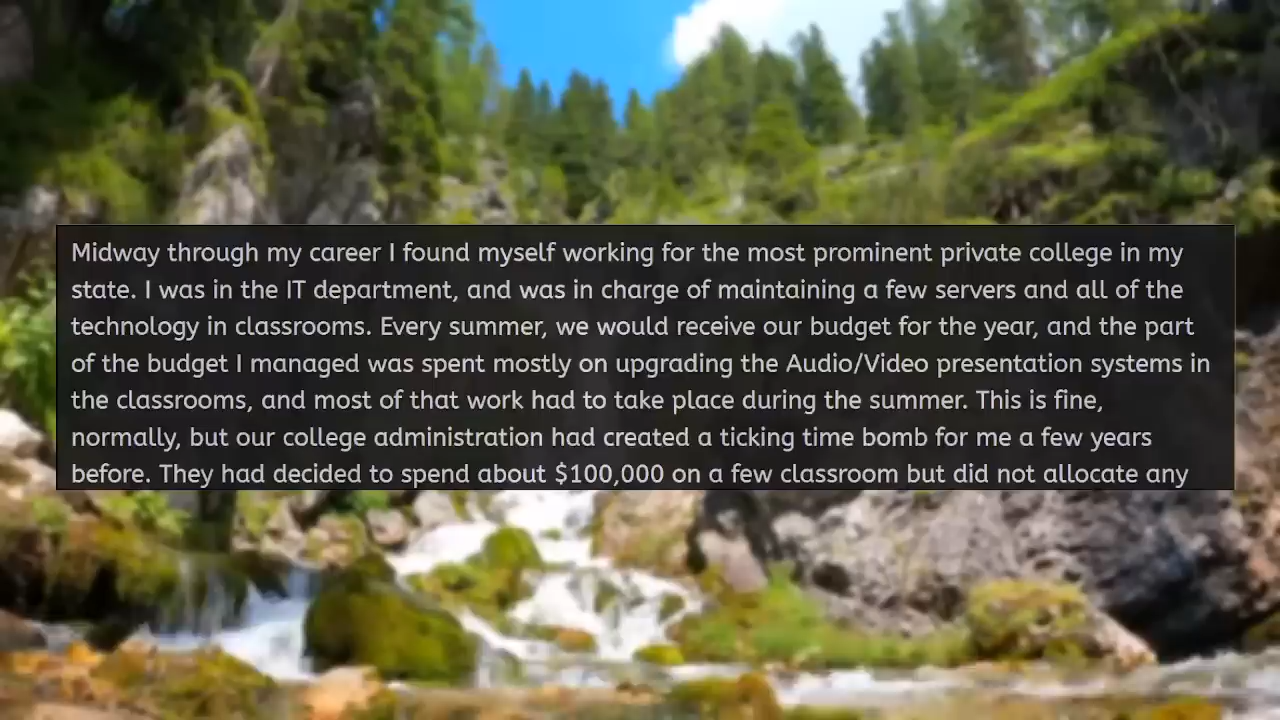 Midway through my career I found myself working for the most prominent private college in my
state. I was in the IT department, and was in charge of maintaining a few servers and all of the
technology in classrooms. Every summer, we would receive our budget for the year, and the part
of the budget I managed was spent mostly on upgrading the Audio/Video presentation systems in
the classrooms, and most of that work had to take place during the summer. This is fine,
normally, but our college administration had created a ticking time bomb for me a few years
before. They had decided to spend about $100,000 on a few classroom but did not allocate any